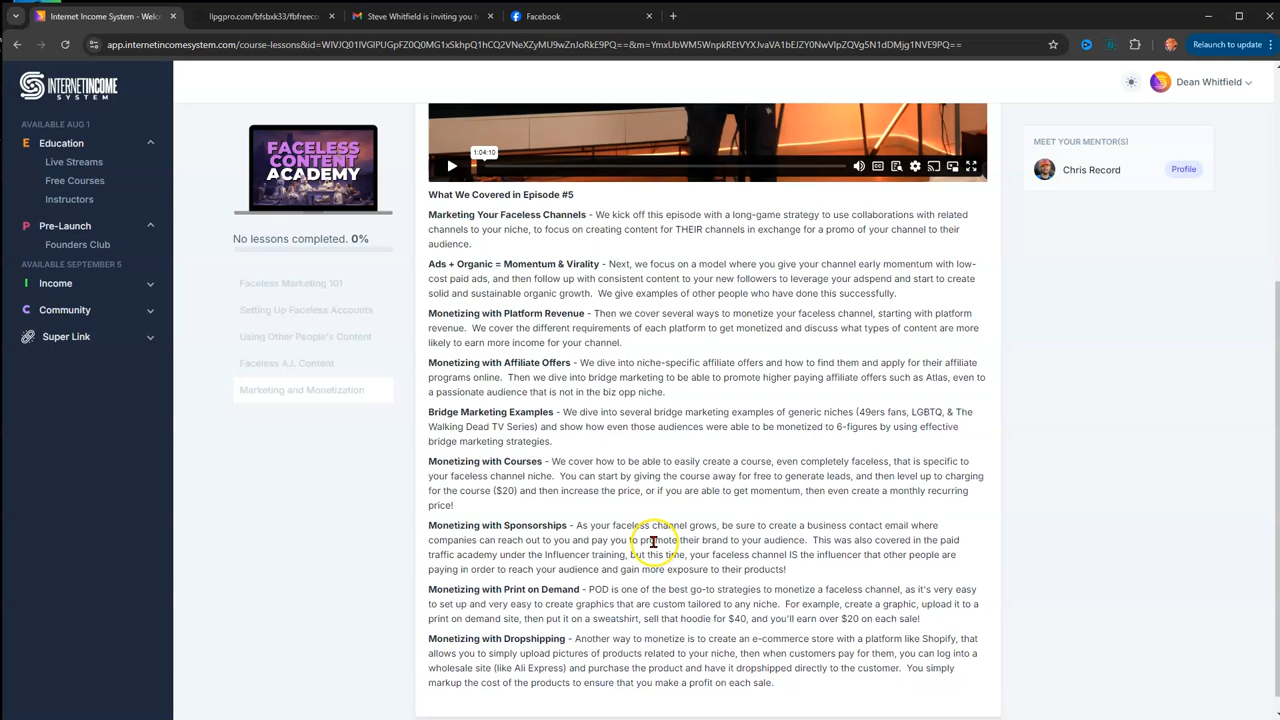 Internet Income System - Welc
llpgpro.com/bfsbxk33/fbfreecou
Steve Whitfield is inviting you t
Facebook
app.internetincomesystem.com/course-lessons&id=
Relaunch to update
INTERNETINCOME
SYSTEM
Dean Whitfield
AVAILABLE AUG 1
Education
Live Streams
Free Courses
Instructors
Pre-Launch
Founders Club
AVAILABLE SEPTEMBER 5
Income
Community
Super Link
FACELESS
CONTENT
ACADEMY
No lessons completed. 0%
Faceless Marketing 101
Setting Up Faceless Accounts
Using Other People's Content
Faceless A.I. Content
Marketing and Monetization
1:04:10
What We Covered in Episode #5
Marketing Your Faceless Channels - We kick off this episode with a long-game strategy to use collaborations with related
channels to your niche, to focus on creating content for THEIR channels in exchange for a promo of your channel to their
audience.
Ads + Organic = Momentum & Virality - Next, we focus on a model where you give your channel early momentum with low-
cost paid ads, and then follow up with consistent content to your new followers to leverage your adspend and start to create
solid and sustainable organic growth. We give examples of other people who have done this successfully.
Monetizing with Platform Revenue - Then we cover several ways to monetize your faceless channel, starting with platform
revenue. We cover the different requirements of each platform to get monetized and discuss what types of content are more
likely to earn more income for your channel.
Monetizing with Affiliate Offers - We dive into niche-specific affiliate offers and how to find them and apply for their affiliate
programs online. Then we dive into bridge marketing to be able to promote higher paying affiliate offers such as Atlas, even to
a passionate audience that is not in the biz opp niche.
Bridge Marketing Examples - We dive into several bridge marketing examples of generic niches (49ers fans, LGBTQ, & The
Walking Dead TV Series) and show how even those audiences were able to be monetized to 6-figures by using effective
bridge marketing strategies.
Monetizing with Courses - We cover how to be able to easily create a course, even completely faceless, that is specific to
your faceless channel niche. You can start by giving the course away for free to generate leads, and then level up to charging
for the course ($20) and then increase the price, or if you are able to get momentum, then even create a monthly recurring
price!
Monetizing with Sponsorships - As your faceless channel grows, be sure to create a business contact email where
companies can reach out to you and pay you to promote their brand to your audience. This was also covered in the paid
traffic academy under the Influencer training, but this time, your faceless channel IS the influencer that other people are
paying in order to reach your audience and gain more exposure to their products!
Monetizing with Print on Demand - POD is one of the best go-to strategies to monetize a faceless channel, as it's very easy
to set up and very easy to create graphics that are custom tailored to any niche. For example, create a graphic, upload it to a
print on demand site, then put it on a sweatshirt, sell that hoodie for $40, and you'll earn over $20 on each sale!
Monetizing with Dropshipping - Another way to monetize is to create an e-commerce store with a platform like Shopify, that
allows you to simply upload pictures of products related to your niche, then when customers pay for them, you can log into a
wholesale site (like Ali Express) and purchase the product and have it dropshipped directly to the customer. You simply
markup the cost of the products to ensure that you make a profit on each sale.
MEET YOUR MENTOR(S)
Chris Record
Profile